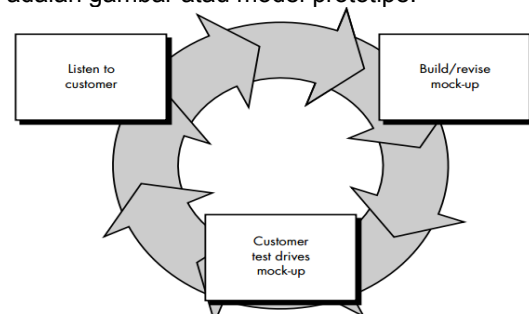 adalah gambar atau model prototipe.
Listen to
customer
Build/revise
mock-up
Customer
test drives
mock-up